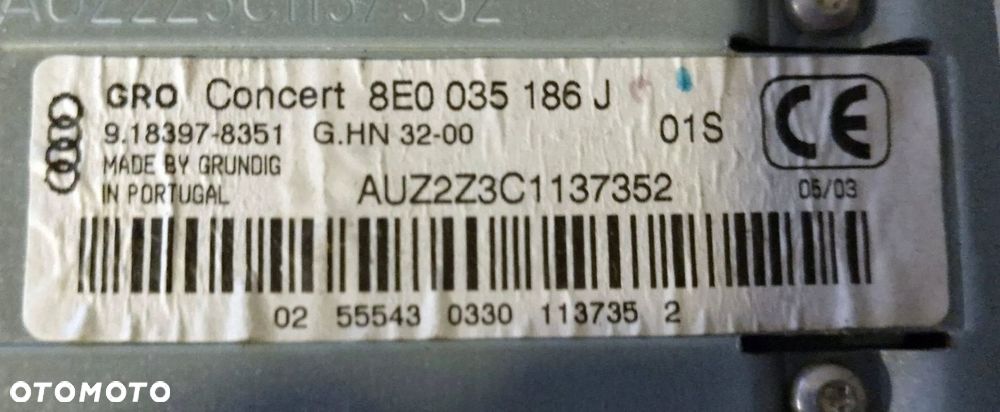 AUZ2Z3C1137352
GRO Concert 8E0 035 186 J
9.18397-8351 G.HN 32-00 01S
CE
MADE BY GRUNDIG
IN PORTUGAL
AUZ2Z3C1137352 05/03
02 55543 0330 113735 2
OTOMOTO